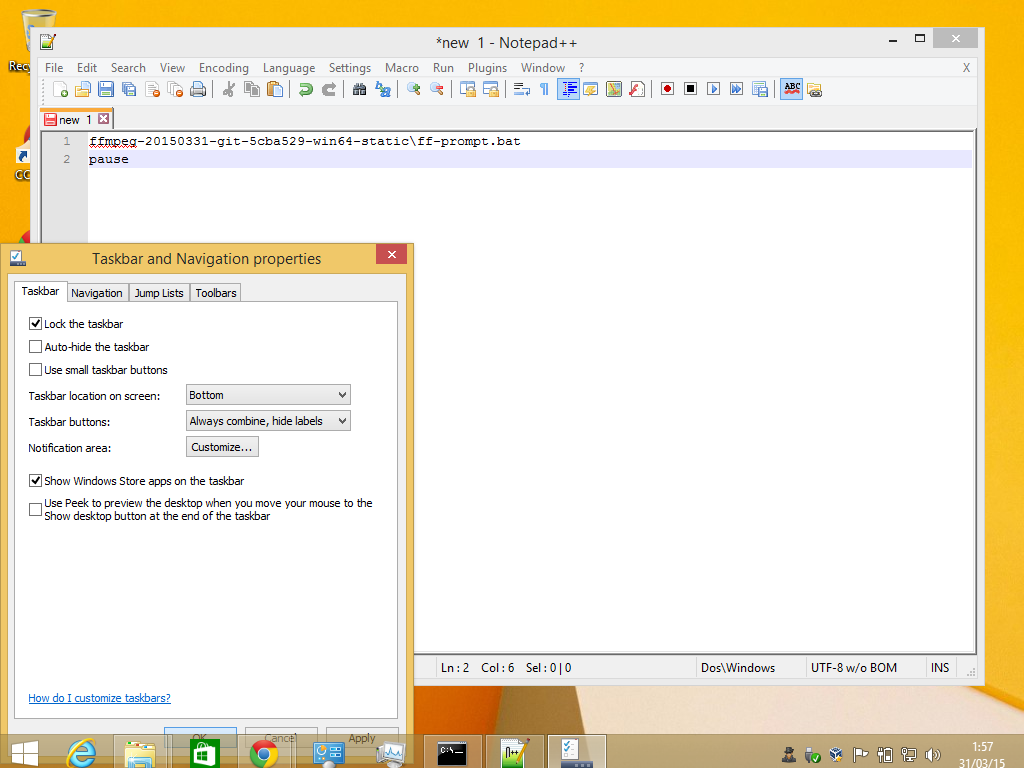 *new 1 - Notepad++
File Edit Search View Encoding Language Settings Macro Run Plugins Window ? X
ABC
new 1
1 ffmpeg-20150331-git-5cba529-win64-static\ff-prompt.bat
2 pause
Taskbar and Navigation properties
Taskbar Navigation Jump Lists Toolbars
Lock the taskbar
Auto-hide the taskbar
Use small taskbar buttons
Taskbar location on screen: Bottom
Taskbar buttons: Always combine, hide labels
Notification area: Customize...
Show Windows Store apps on the taskbar
Use Peek to preview the desktop when you move your mouse to the
Show desktop button at the end of the taskbar
How do I customize taskbars?
OK Cancel Apply
Ln : 2 Col : 6 Sel : 0 | 0 Dos\Windows UTF-8 w/o BOM INS
C:\_
1:57
31/03/15